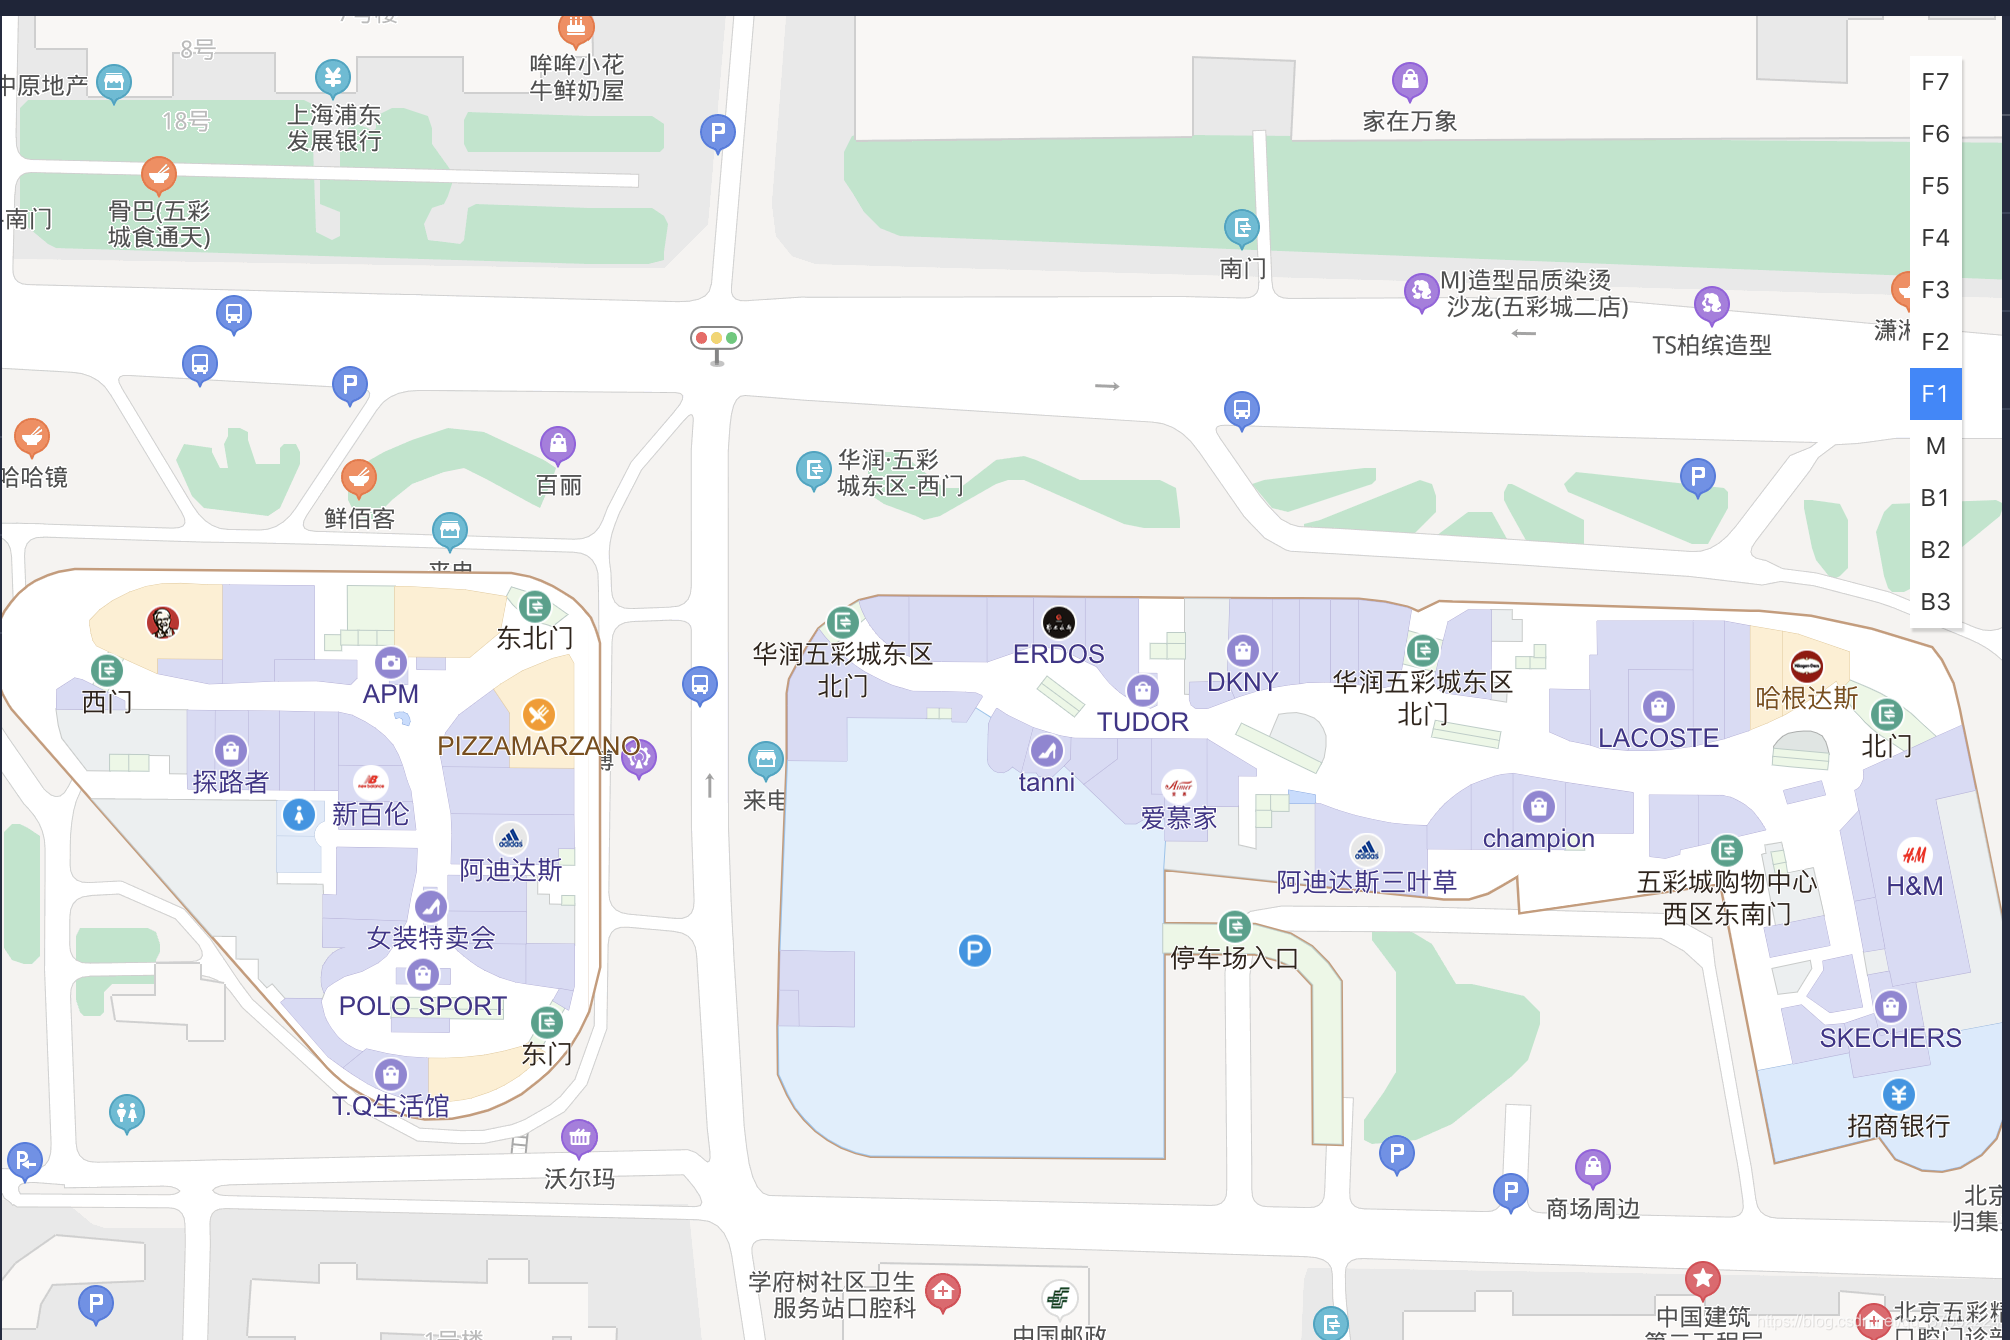 8号
中原地产
18号
上海浦东
发展银行
哞哞小花
牛鲜奶屋
P
家在万象
骨巴(五彩
城食通天)
南门
南门
MJ造型品质染烫
沙龙(五彩城二店)
TS柏缤造型
F7
F6
F5
F4
F3
F2
F1
M
B1
B2
B3
P
哈哈镜
鲜佰客
百丽
华润·五彩
城东区-西门
P
东北门
西门
APM
PIZZAMARZANO
探路者
新百伦
adidas
阿迪达斯
女装特卖会
POLO SPORT
东门
T.Q生活馆
沃尔玛
来电
华润五彩城东区
北门
ERDOS
TUDOR
DKNY
华润五彩城东区
北门
LACOSTE
哈根达斯
北门
tanni
Aimer
爱慕家
adidas
阿迪达斯三叶草
champion
五彩城购物中心
西区东南门
H&M
H&M
停车场入口
P
SKECHERS
招商银行
P
P
P
商场周边
P
学府树社区卫生
服务站口腔科
中国邮政
中国建筑
北京五彩精
1号楼